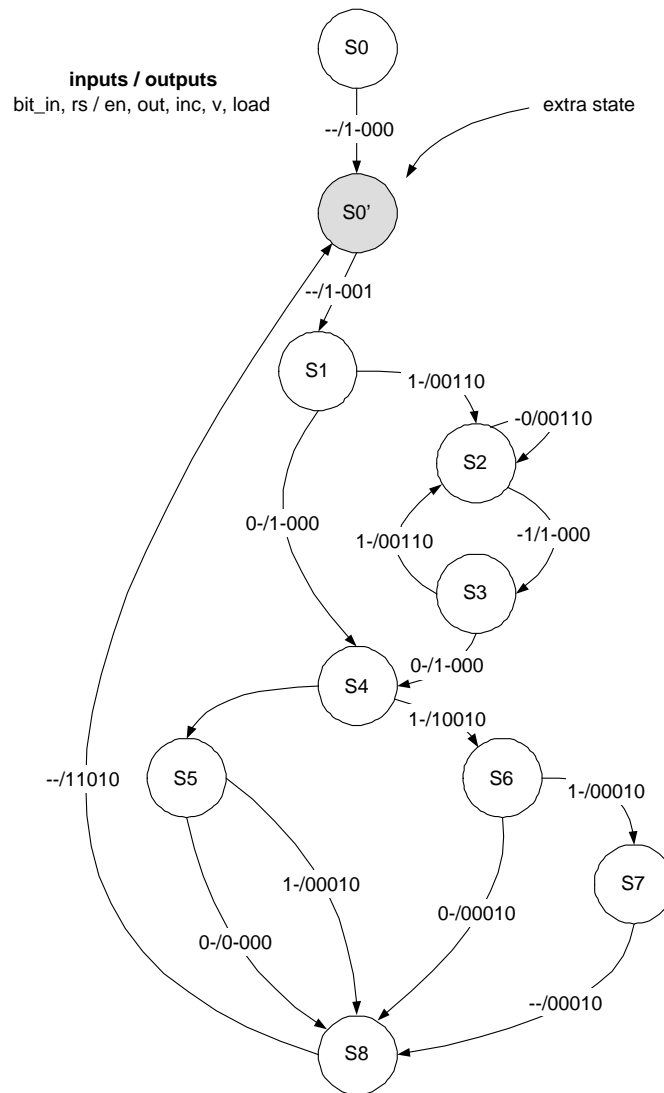 S0
inputs / outputs
bit_in, rs / en, out, inc, v, load
extra state
--/1-000
S0'
--/1-001
S1
1-/00110
-0/00110
S2
0-/1-000
1-/00110
-1/1-000
S3
0-/1-000
S4
1-/10010
--/11010
S5
S6
1-/00010
1-/00010
S7
0-/00010
0-/0-000
--/00010
S8